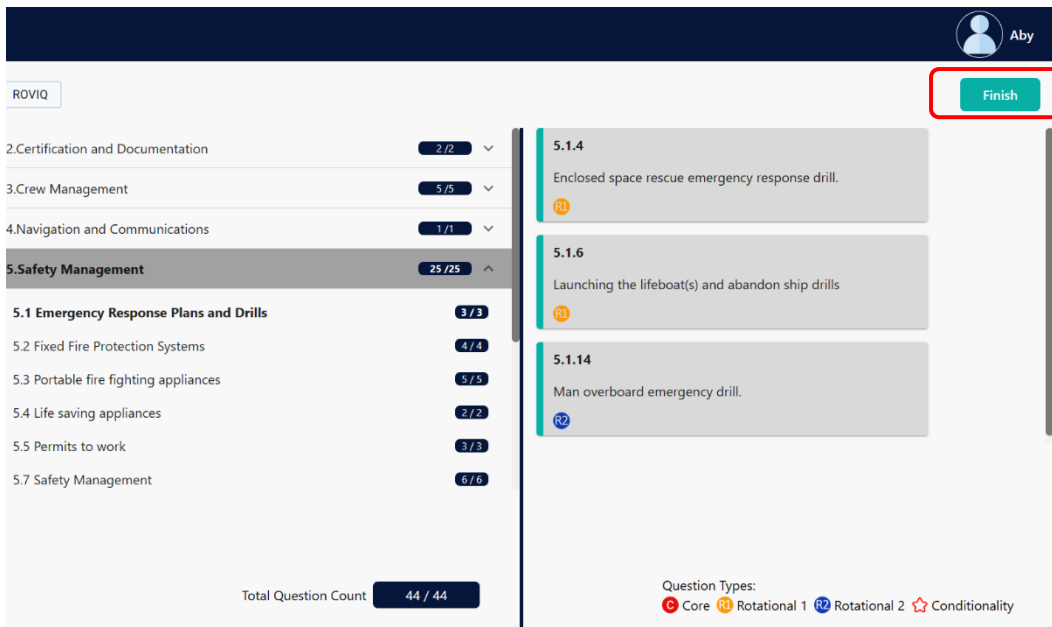 Aby
ROVIQ
Finish
2.Certification and Documentation 2/2
3.Crew Management 5/5
4.Navigation and Communications 1/1
5.Safety Management 25/25
5.1 Emergency Response Plans and Drills 3/3
5.2 Fixed Fire Protection Systems 4/4
5.3 Portable fire fighting appliances 5/5
5.4 Life saving appliances 2/2
5.5 Permits to work 3/3
5.7 Safety Management 6/6
Total Question Count 44 / 44
5.1.4
Enclosed space rescue emergency response drill.
R1
5.1.6
Launching the lifeboat(s) and abandon ship drills
R1
5.1.14
Man overboard emergency drill.
R2
Question Types:
C Core R1 Rotational 1 R2 Rotational 2 Conditionality